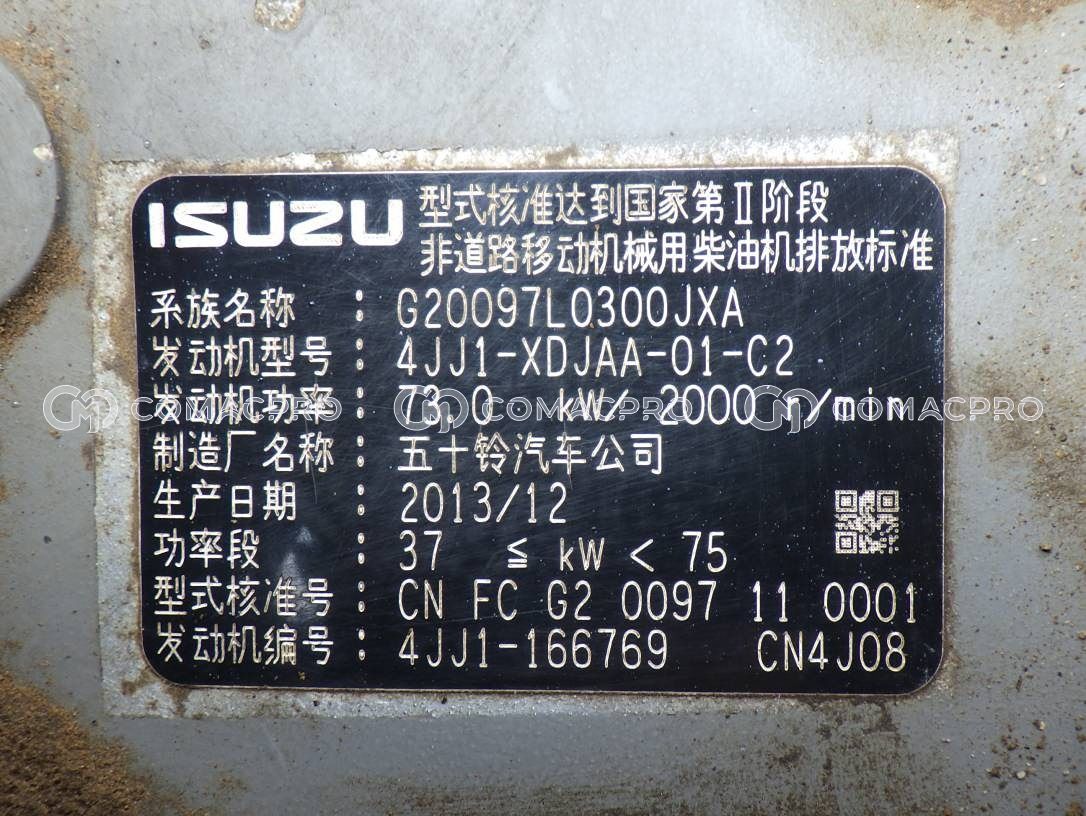 ISUZU 型式核准达到国家第Ⅱ阶段
非道路移动机械用柴油机排放标准
系族名称 : G20097L0300JXA
发动机型号 : 4JJ1-XDJAA-01-C2
发动机功率 : 73.0 kW/ 2000 r/min
COMACPRO COMACPRO COMACPRO
制造厂名称 : 五十铃汽车公司
生产日期 : 2013/12
功率段 : 37 ≦ kW < 75
型式核准号 : CN FC G2 0097 11 0001
发动机编号 : 4JJ1-166769 CN4J08